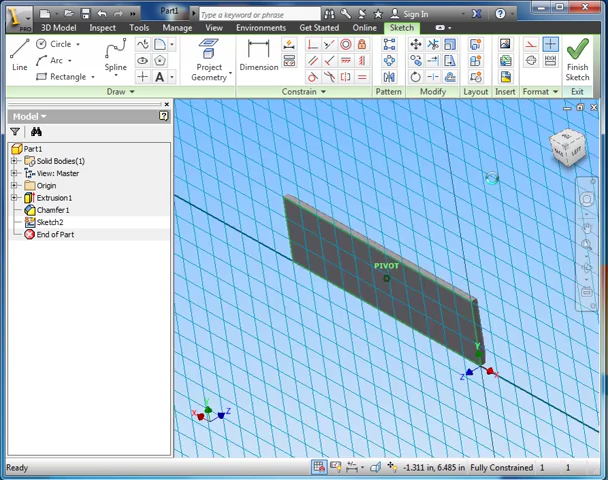 Part1
Type a keyword or phrase
Sign In
PRO
3D Model Inspect Tools Manage View Environments Get Started Online Sketch
Line
Circle
Arc
Rectangle
Spline
Project
Geometry
Dimension
Pattern
Modify
Layout
Insert
Format
Finish
Sketch
Draw
Constrain
Exit
Model
Part1
Solid Bodies(1)
View: Master
Origin
Extrusion1
Chamfer1
Sketch2
End of Part
LEFT
PIVOT
Y
Z
X
X
Y
Z
Ready
-1.311 in, 6.485 in Fully Constrained 1 1